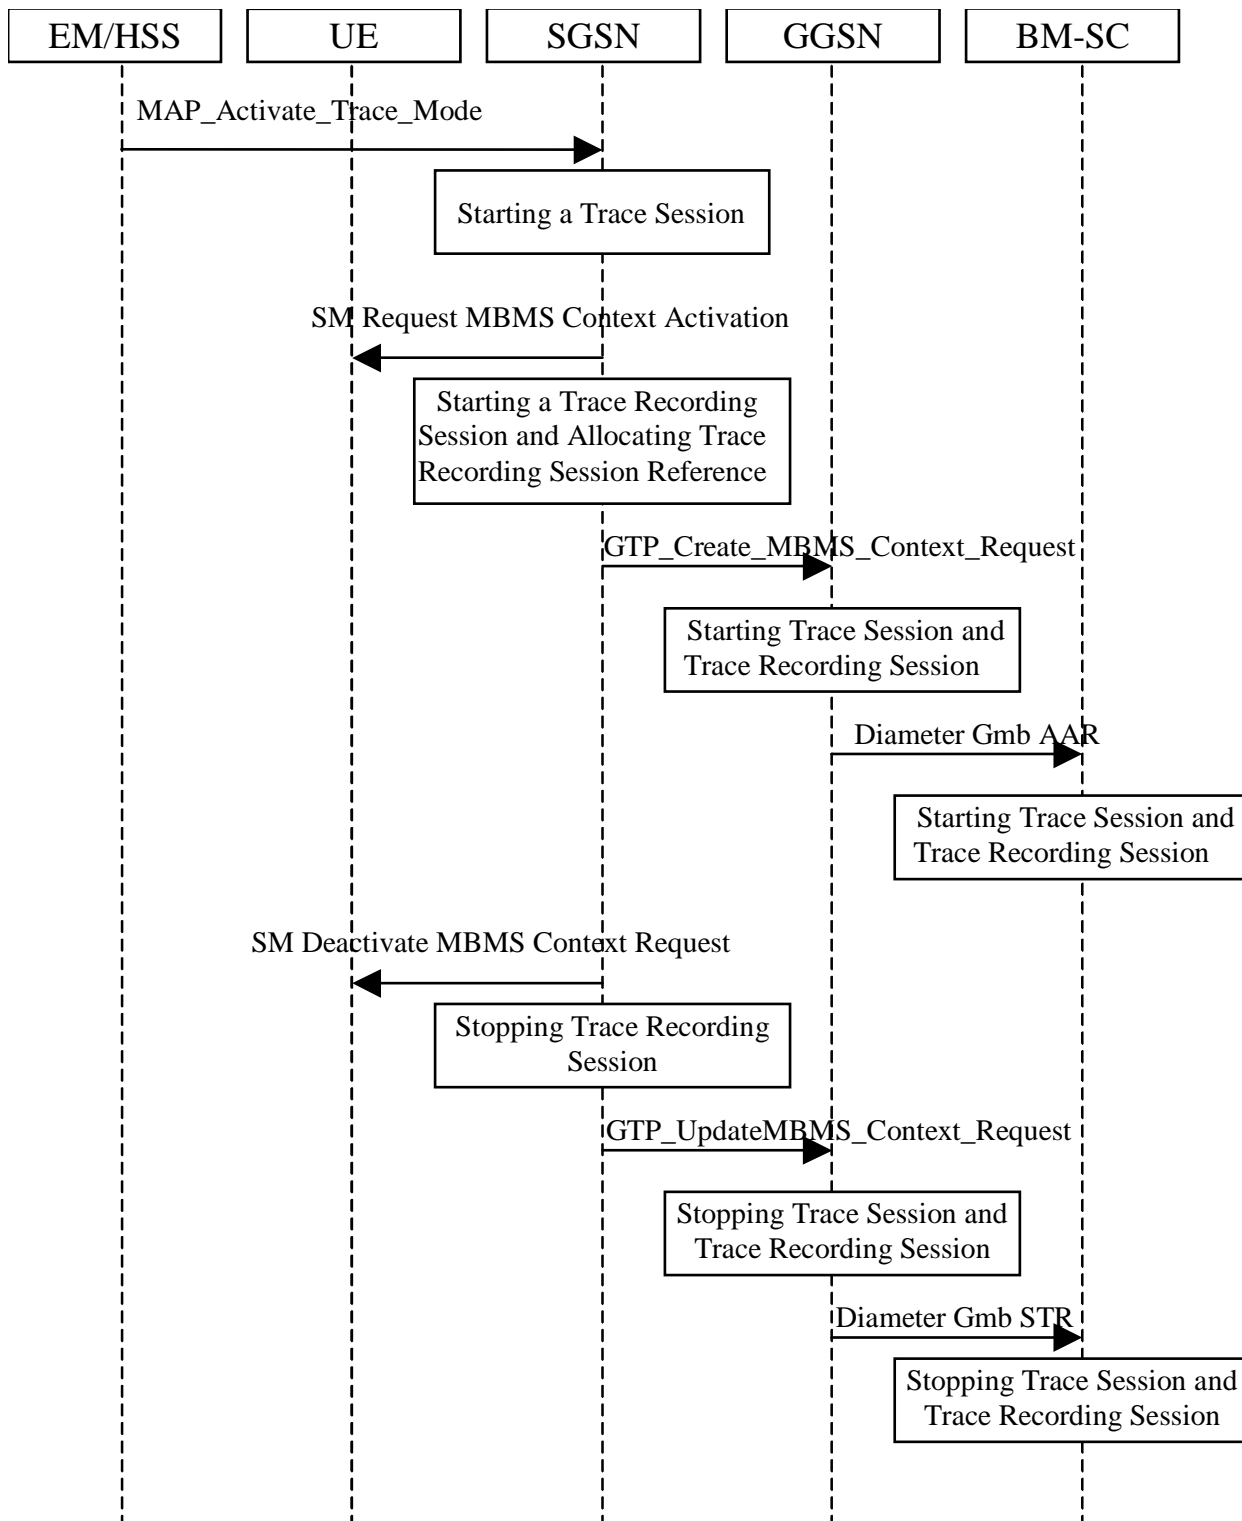 EM/HSS
UE
SGSN
GGSN
BM-SC
MAP_Activate_Trace_Mode
Starting a Trace Session
SM Request MBMS Context Activation
Starting a Trace Recording
Session and Allocating Trace
Recording Session Reference
GTP_Create_MBMS_Context_Request
Starting Trace Session and
Trace Recording Session
Diameter Gmb AAR
Starting Trace Session and
Trace Recording Session
SM Deactivate MBMS Context Request
Stopping Trace Recording
Session
GTP_UpdateMBMS_Context_Request
Stopping Trace Session and
Trace Recording Session
Diameter Gmb STR
Stopping Trace Session and
Trace Recording Session